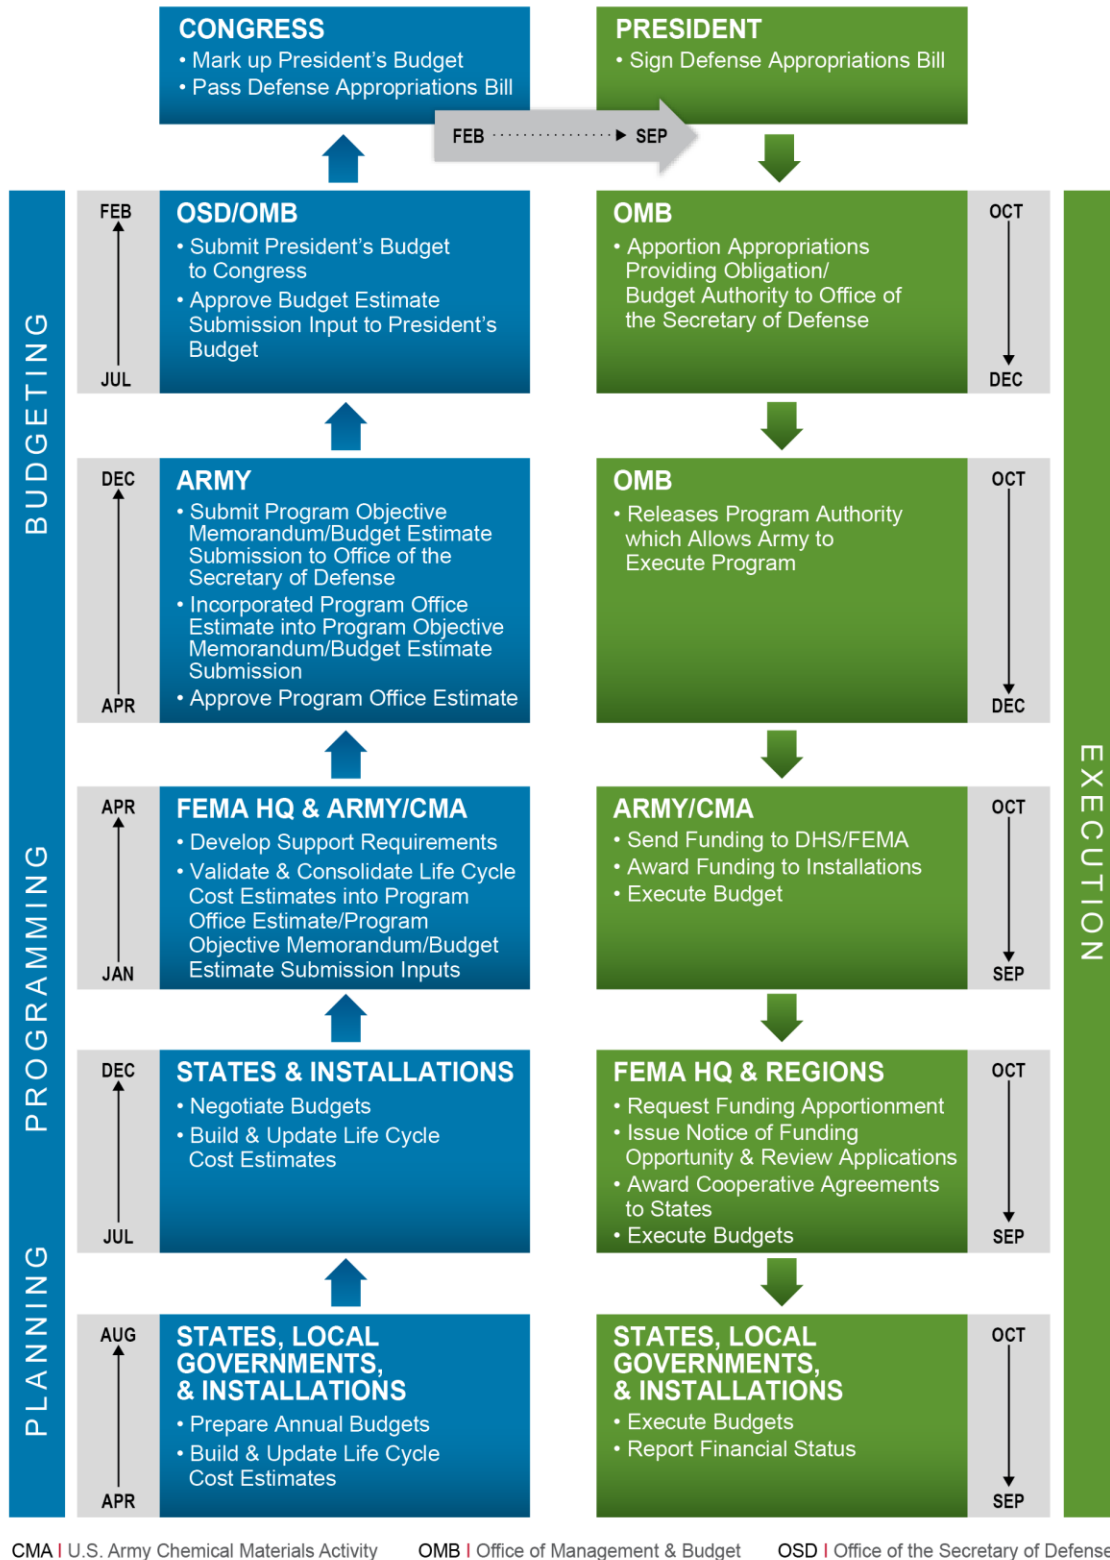 CONGRESS
• Mark up President's Budget
• Pass Defense Appropriations Bill
PRESIDENT
• Sign Defense Appropriations Bill
FEB
SEP
BUDGETING
PROGRAMMING
PLANNING
FEB
JUL
OSD/OMB
• Submit President's Budget
to Congress
• Approve Budget Estimate
Submission Input to President's
Budget
DEC
APR
ARMY
• Submit Program Objective
Memorandum/Budget Estimate
Submission to Office of the
Secretary of Defense
• Incorporated Program Office
Estimate into Program Objective
Memorandum/Budget Estimate
Submission
• Approve Program Office Estimate
APR
JAN
FEMA HQ & ARMY/CMA
• Develop Support Requirements
• Validate & Consolidate Life Cycle
Cost Estimates into Program
Office Estimate/Program
Objective Memorandum/Budget
Estimate Submission Inputs
DEC
JUL
STATES & INSTALLATIONS
• Negotiate Budgets
• Build & Update Life Cycle
Cost Estimates
AUG
APR
STATES, LOCAL
GOVERNMENTS,
& INSTALLATIONS
• Prepare Annual Budgets
• Build & Update Life Cycle
Cost Estimates
OMB
• Apportion Appropriations
Providing Obligation/
Budget Authority to Office of
the Secretary of Defense
OCT
DEC
OMB
• Releases Program Authority
which Allows Army to
Execute Program
OCT
DEC
ARMY/CMA
• Send Funding to DHS/FEMA
• Award Funding to Installations
• Execute Budget
OCT
SEP
FEMA HQ & REGIONS
• Request Funding Apportionment
• Issue Notice of Funding
Opportunity & Review Applications
• Award Cooperative Agreements
to States
• Execute Budgets
OCT
SEP
STATES, LOCAL
GOVERNMENTS,
& INSTALLATIONS
• Execute Budgets
• Report Financial Status
OCT
SEP
EXECUTION
CMA | U.S. Army Chemical Materials Activity OMB | Office of Management & Budget OSD | Office of the Secretary of Defense